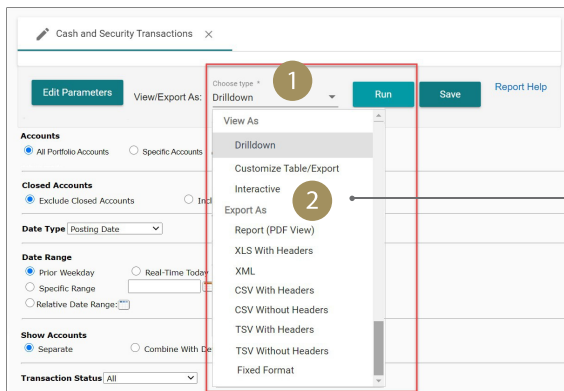 Cash and Security Transactions ×
Edit Parameters
View/Export As:
Choose type *
Drilldown
1
Run
Save
Report Help
View As
Drilldown
Customize Table/Export
Interactive
2
Export As
Report (PDF View)
XLS With Headers
XML
CSV With Headers
CSV Without Headers
TSV With Headers
TSV Without Headers
Fixed Format
Accounts
All Portfolio Accounts Specific Accounts
Closed Accounts
Exclude Closed Accounts
Date Type Posting Date
Date Range
Prior Weekday Real-Time Today
Specific Range
Relative Date Range:
Show Accounts
Separate Combine With
Transaction Status All